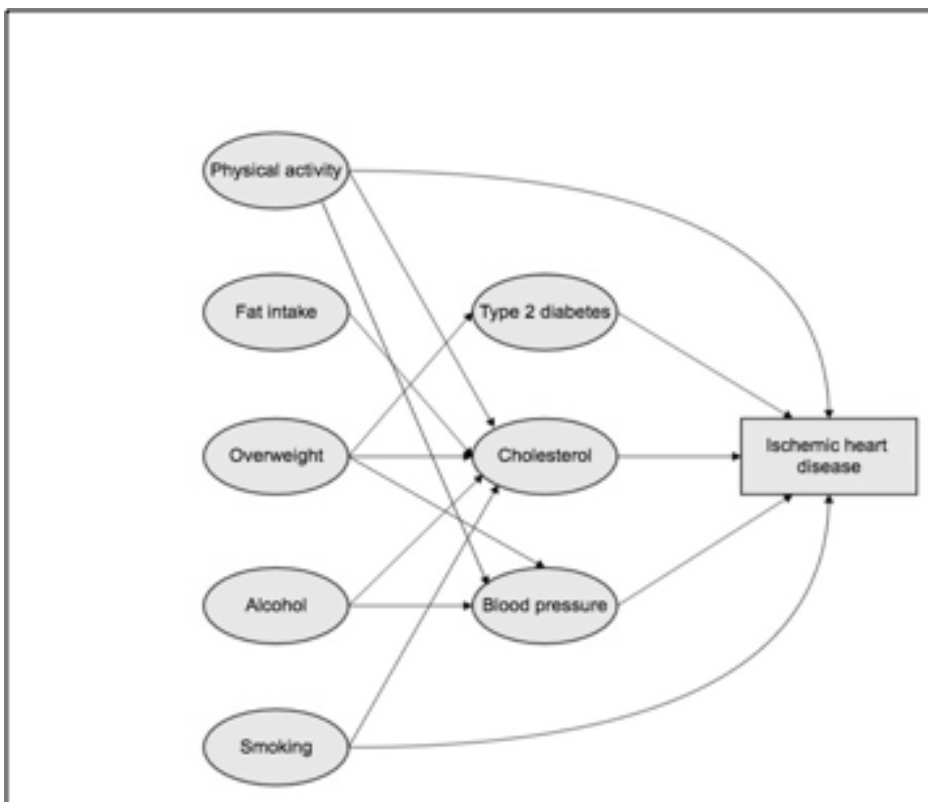 Physical activity
Fat intake
Type 2 diabetes
Overweight
Cholesterol
Ischemic heart
disease
Alcohol
Blood pressure
Smoking